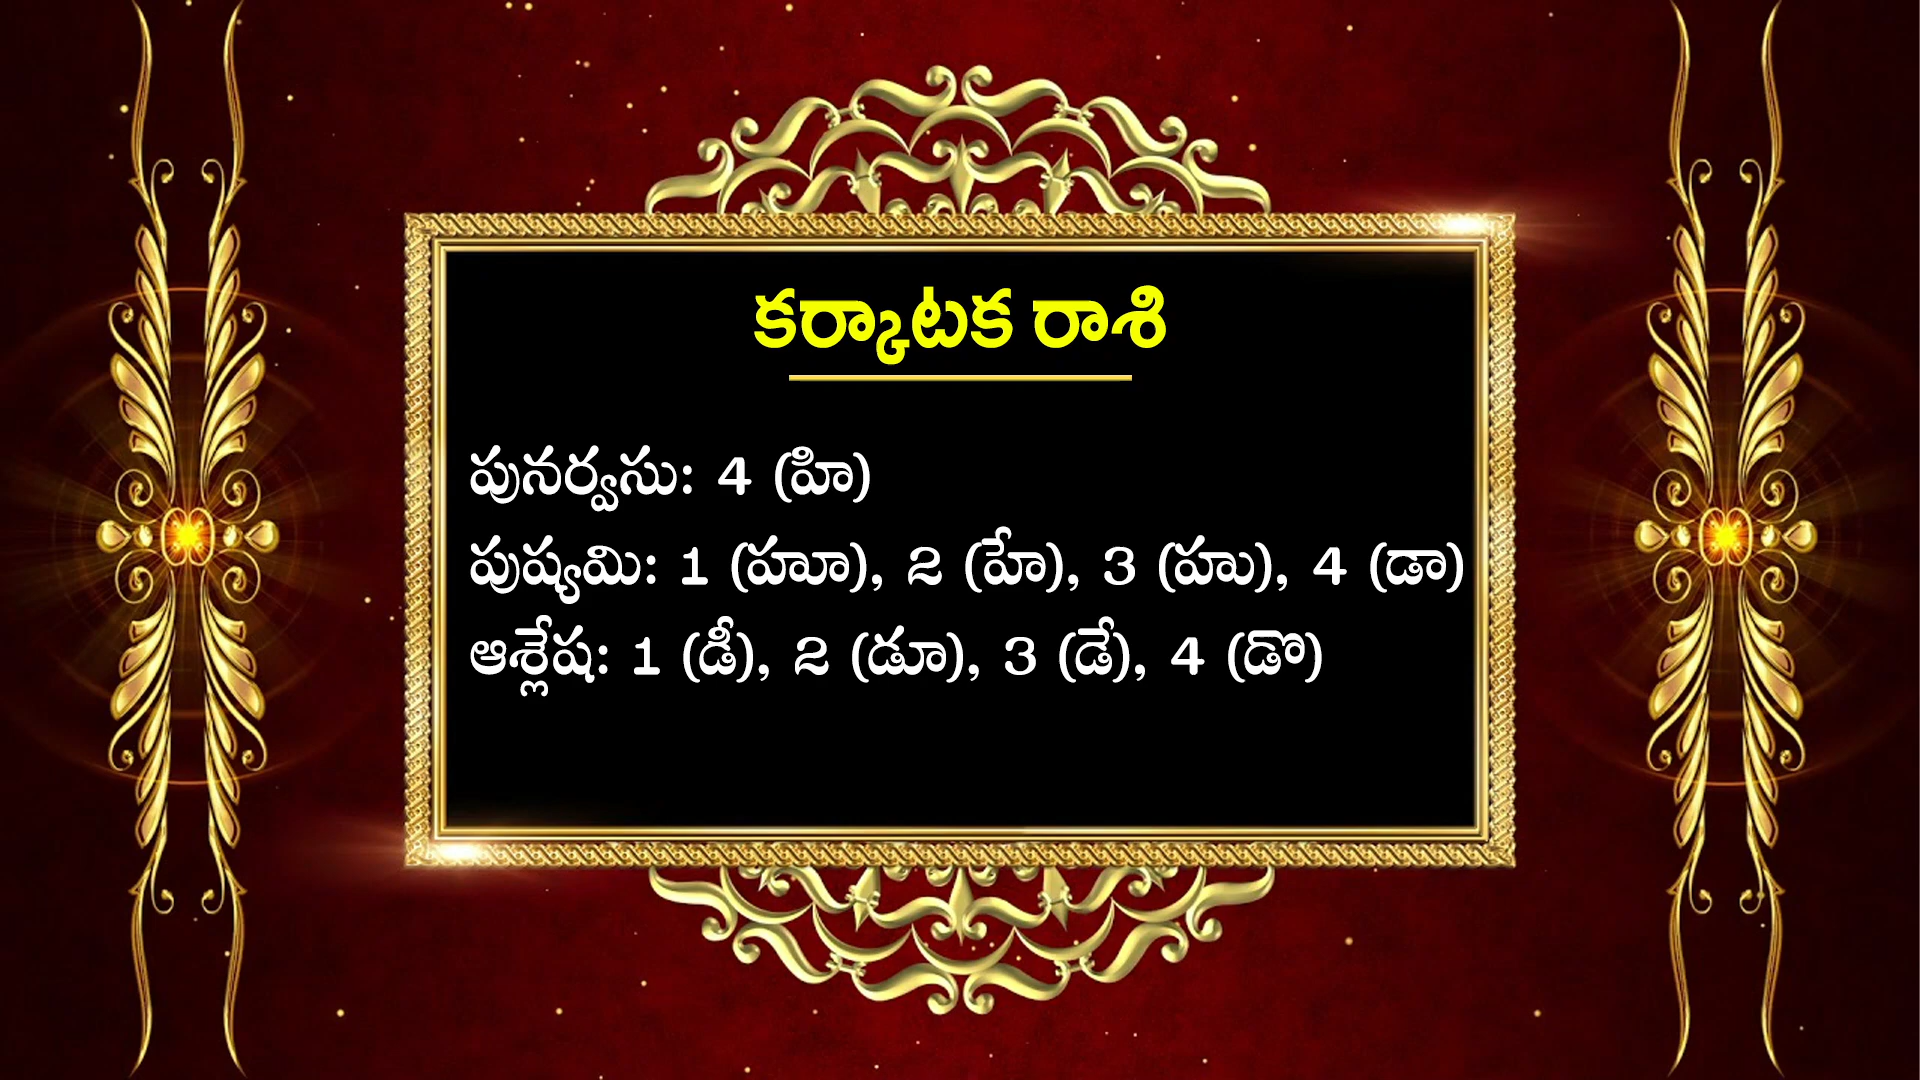 కర్కాటక రాశి
పునర్వసు: 4 (హి)
పుష్యమి: 1 (హూ), 2 (హే), 3 (హు), 4 (డా)
ఆశ్లేష: 1 (డీ), 2 (డూ), 3 (డే), 4 (డొ)